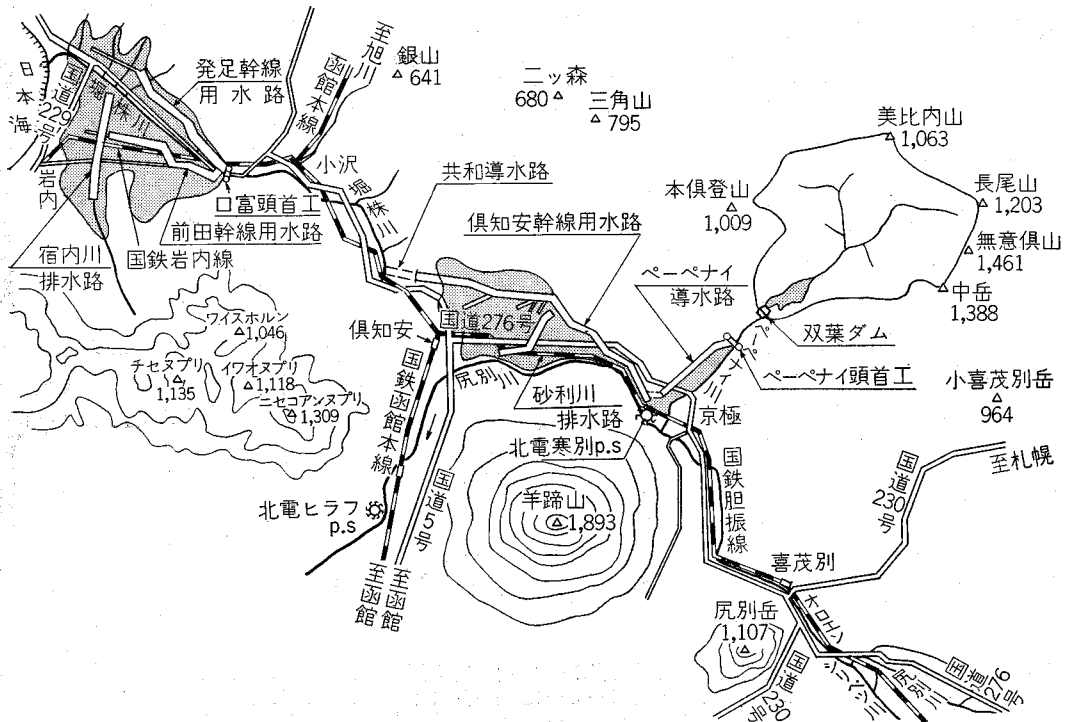 日本海
国道229号
堀株川
岩内
発足幹線
用水路
至旭川
函館本線
銀山
641
二ッ森
680
三角山
795
美比内山
1,063
長尾山
1,203
無意倶山
1,461
中岳
1,388
本倶登山
1,009
小沢
堀株川
共和導水路
倶知安幹線用水路
ペーペナイ
導水路
双葉ダム
ペーペナイ頭首工
ペーペナイ川
口富頭首工
前田幹線用水路
宿内川
排水路
国鉄岩内線
ワイスホルン
1,046
チセヌプリ
1,135
イワオヌプリ
1,118
ニセコアンヌプリ
1,309
倶知安
国道276号
尻別川
砂利川
排水路
京極
北電寒別p.s
小喜茂別岳
964
至札幌
国道230号
国鉄函館本線
国道5号
羊蹄山
1,893
国鉄胆振線
北電ヒラフ
p.s
至函館
至函館
喜茂別
尻別岳
1,107
国道230号
尻別川
国道276号